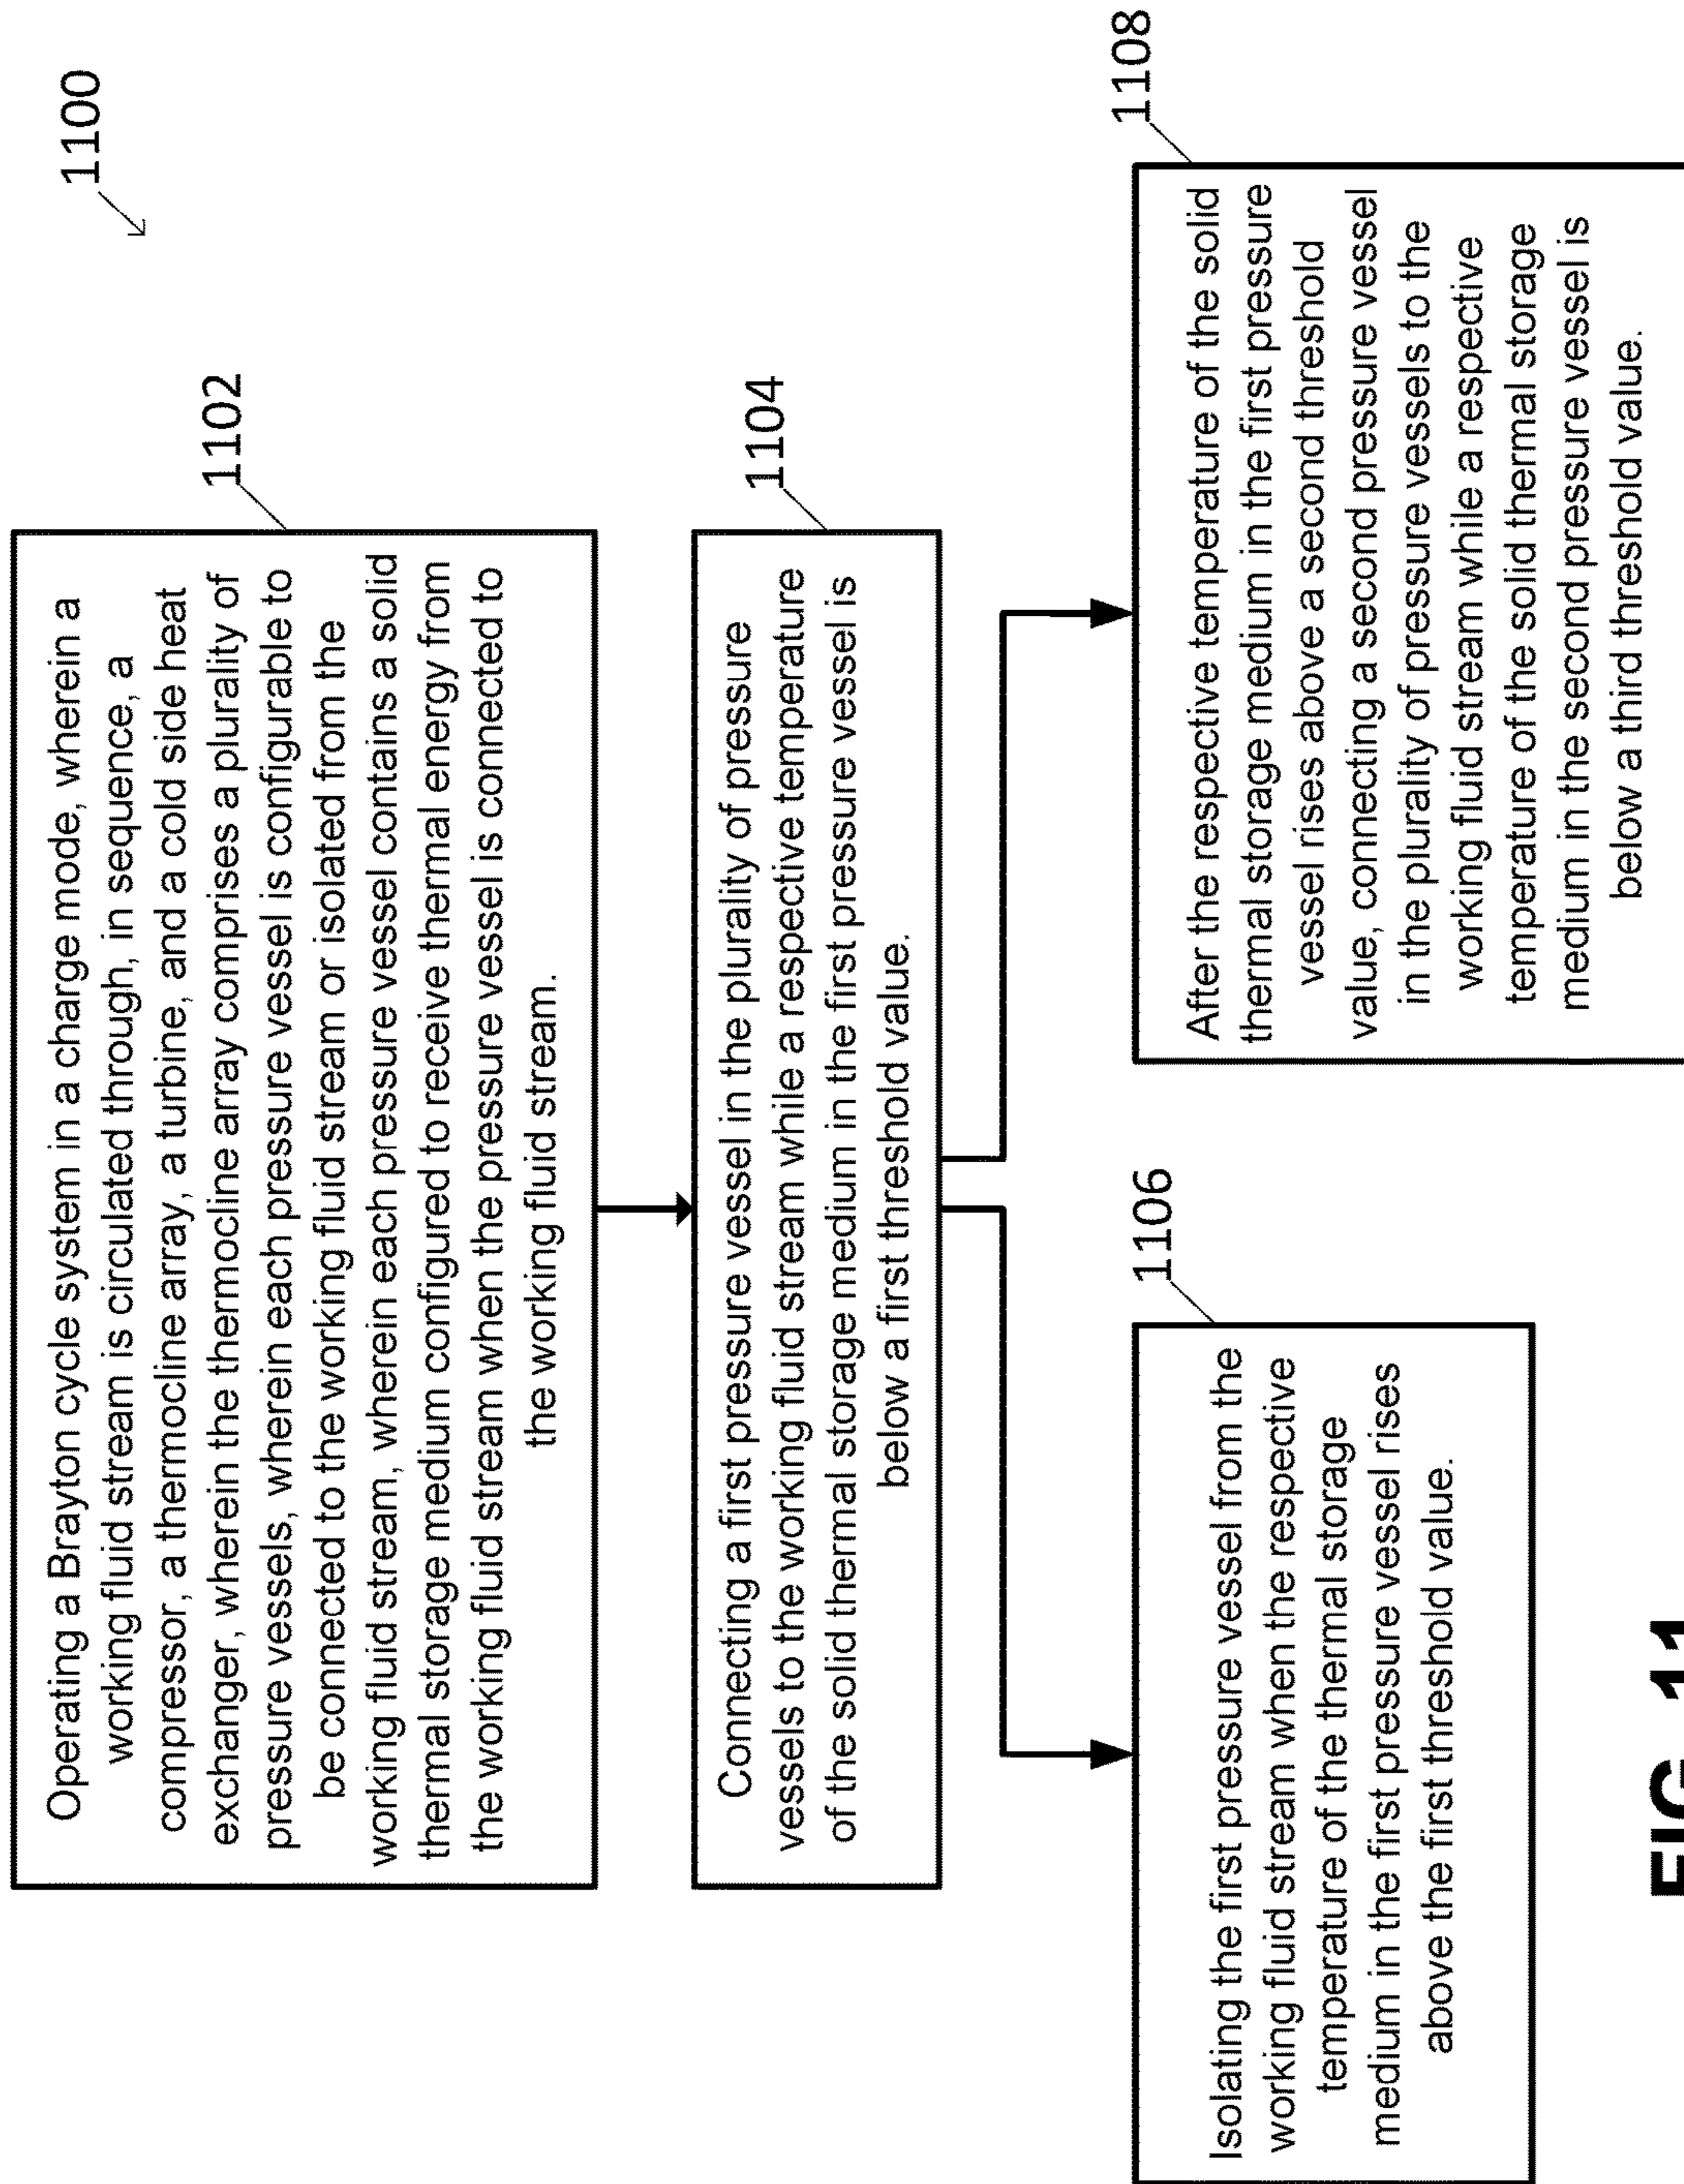 1100
Operating a Brayton cycle system in a charge mode, wherein a
working fluid stream is circulated through, in sequence, a
compressor, a thermocline array, a turbine, and a cold side heat
exchanger, wherein the thermocline array comprises a plurality of
pressure vessels, wherein each pressure vessel is configurable to
be connected to the working fluid stream or isolated from the
working fluid stream, wherein each pressure vessel contains a solid
thermal storage medium configured to receive thermal energy from
the working fluid stream when the pressure vessel is connected to
the working fluid stream.
1102
Connecting a first pressure vessel in the plurality of pressure
vessels to the working fluid stream while a respective temperature
of the solid thermal storage medium in the first pressure vessel is
below a first threshold value.
1104
Isolating the first pressure vessel from the
working fluid stream when the respective
temperature of the thermal storage
medium in the first pressure vessel rises
above the first threshold value.
1106
After the respective temperature of the solid
thermal storage medium in the first pressure
vessel rises above a second threshold
value, connecting a second pressure vessel
in the plurality of pressure vessels to the
working fluid stream while a respective
temperature of the solid thermal storage
medium in the second pressure vessel is
below a third threshold value.
1108
FIG. 11